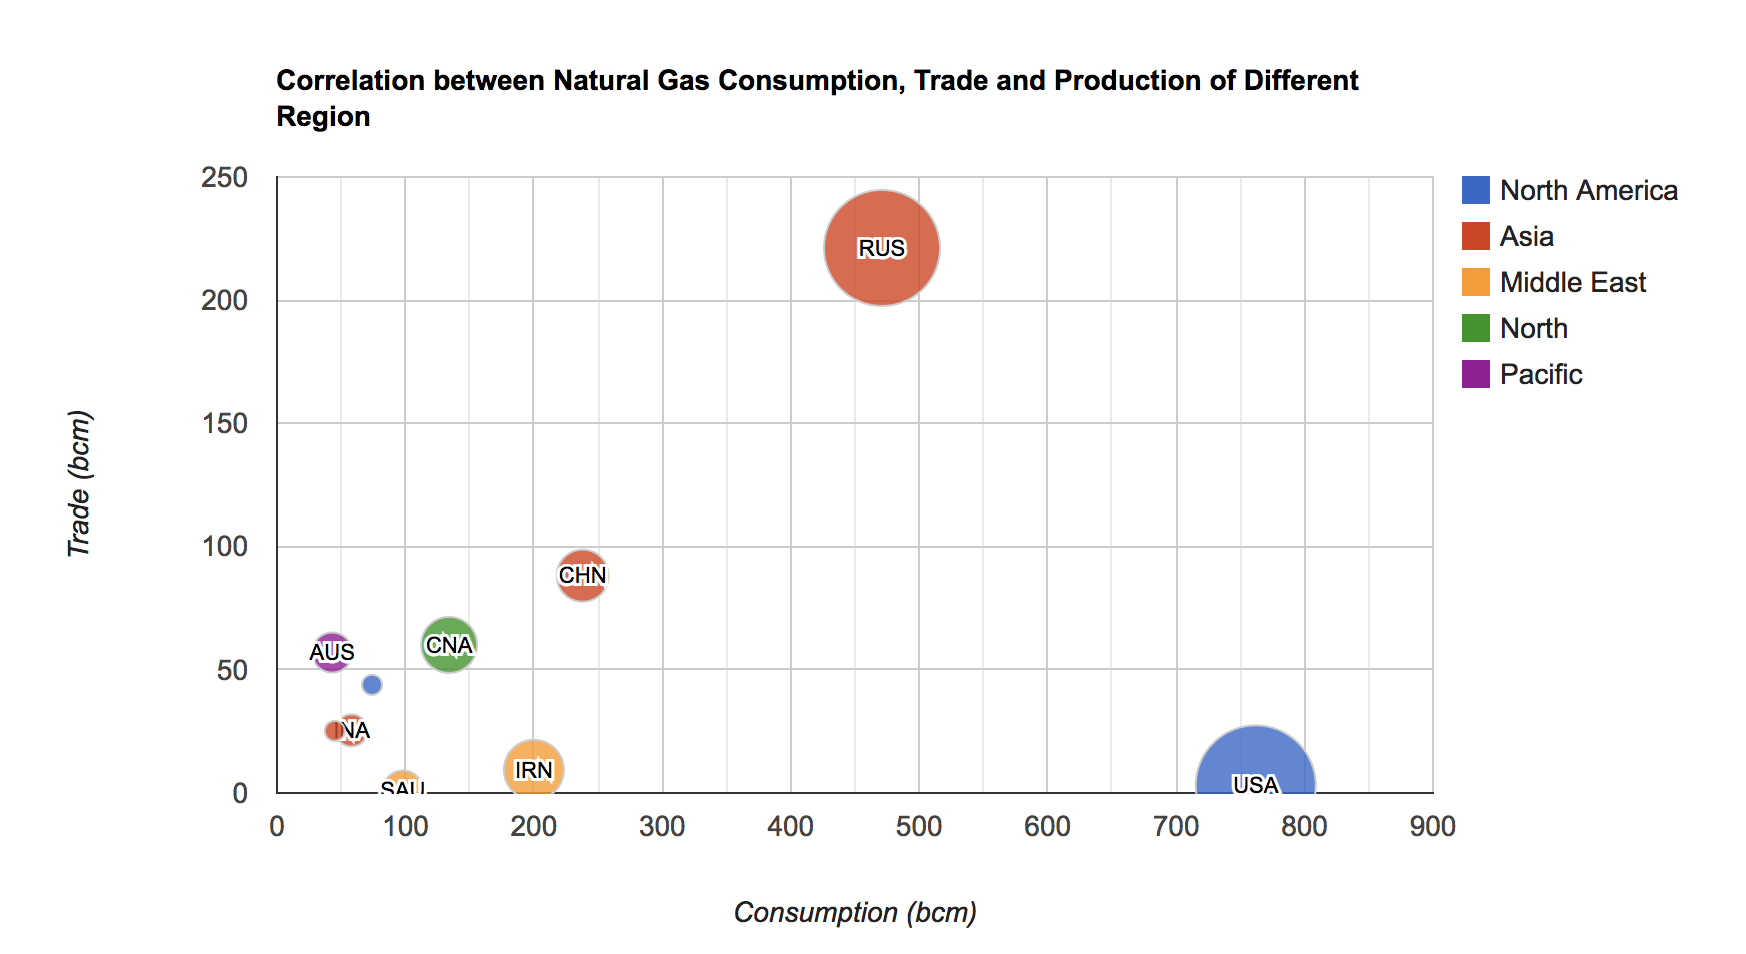 Correlation between Natural Gas Consumption, Trade and Production of Different
Region
250
200
150
100
50
0
Trade (bcm)
RUS
CHN
CNA
AUS
NA
IRN
SAU
USA
0 100 200 300 400 500 600 700 800 900
Consumption (bcm)
North America
Asia
Middle East
North
Pacific